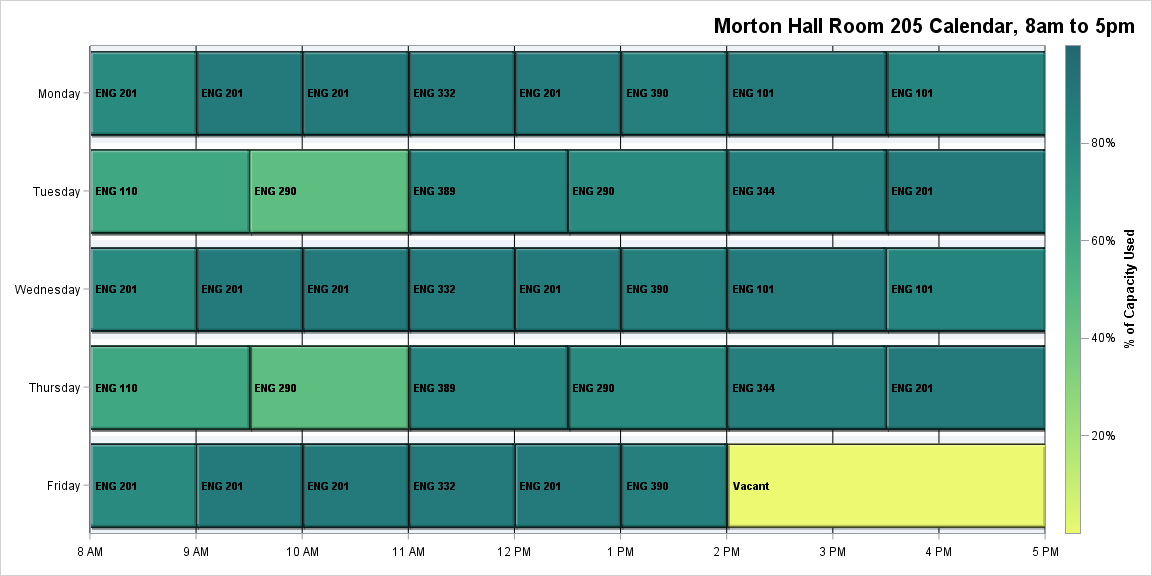 Morton Hall Room 205 Calendar, 8am to 5pm
Monday ENG 201 ENG 201 ENG 201 ENG 332 ENG 201 ENG 390 ENG 101 ENG 101
80%
Tuesday ENG 110 ENG 290 ENG 389 ENG 290 ENG 344 ENG 201
60%
% of Capacity Used
Wednesday ENG 201 ENG 201 ENG 201 ENG 332 ENG 201 ENG 390 ENG 101 ENG 101
40%
Thursday ENG 110 ENG 290 ENG 389 ENG 290 ENG 344 ENG 201
20%
Friday ENG 201 ENG 201 ENG 201 ENG 332 ENG 201 ENG 390 Vacant
8 AM 9 AM 10 AM 11 AM 12 PM 1 PM 2 PM 3 PM 4 PM 5 PM